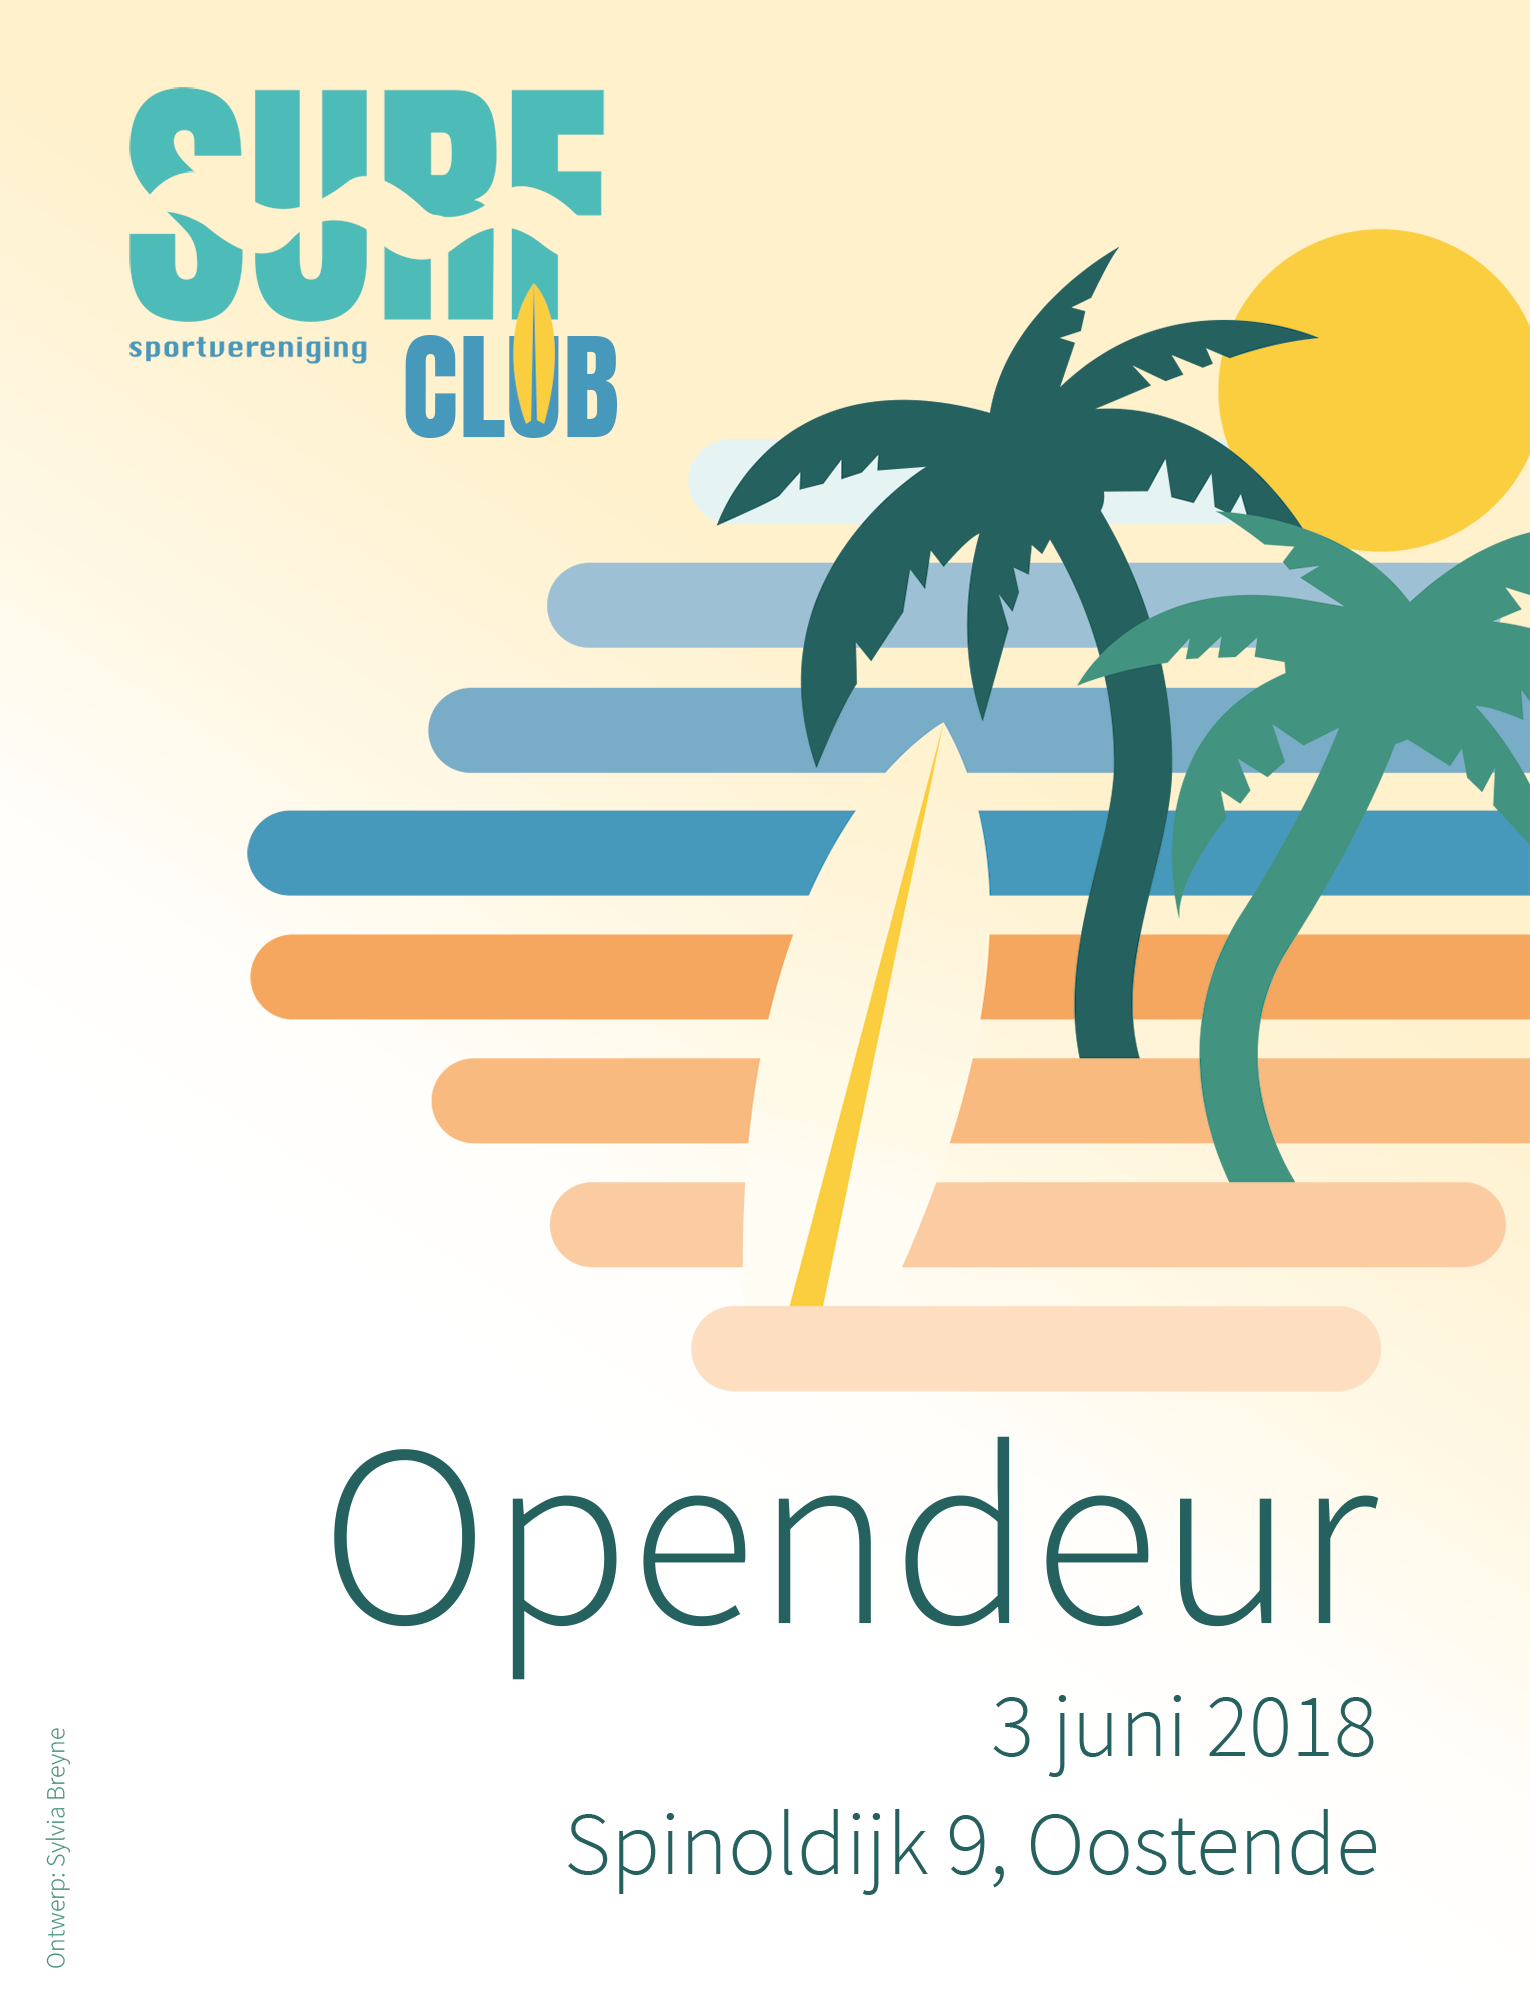 SURF
sportvereniging
CLUB
Opendeur
3 juni 2018
Spinoldijk 9, Oostende
Ontwerp: Sylvia Breyne